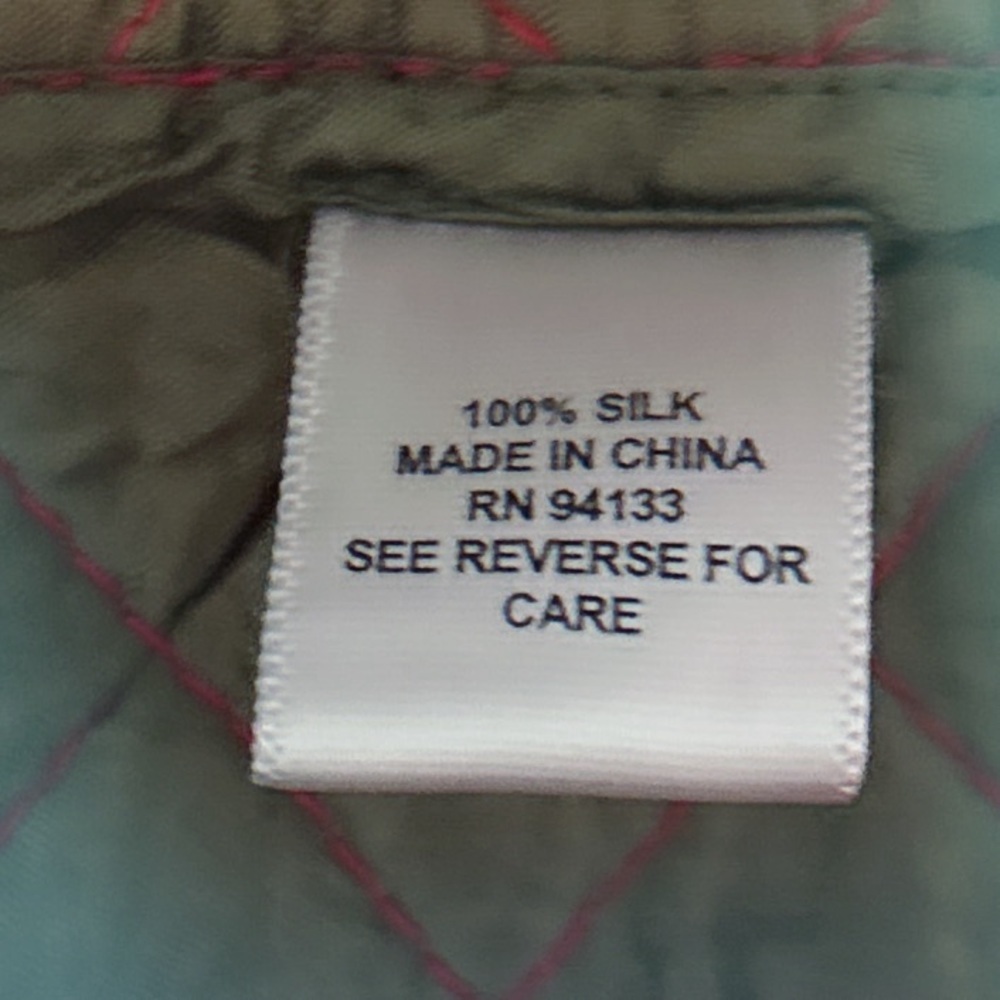 100% SILK
MADE IN CHINA
RN 94133
SEE REVERSE FOR
CARE